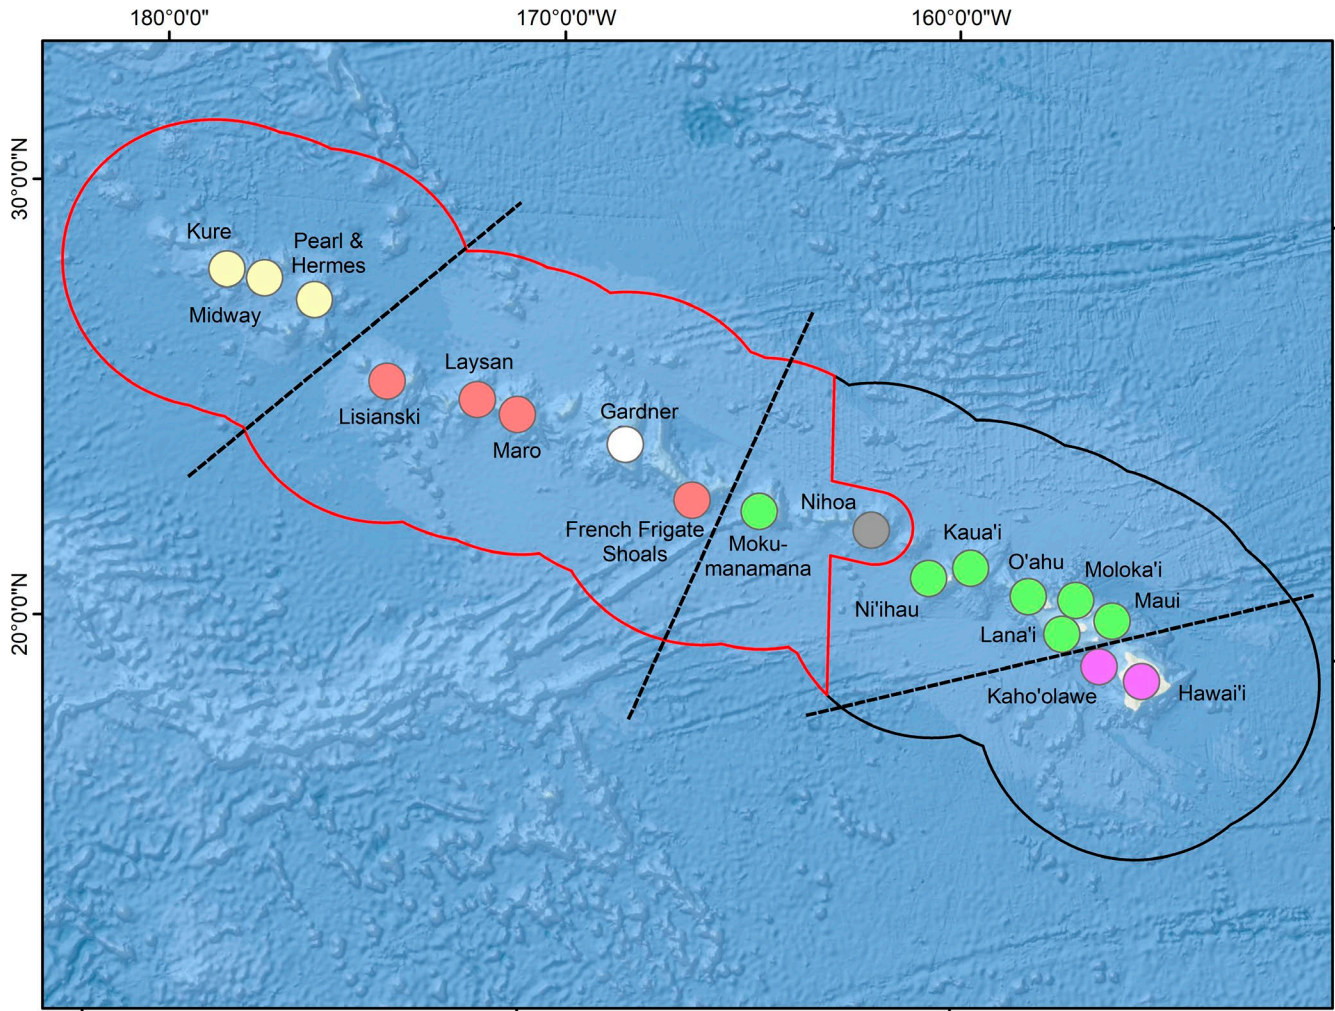 180°0'0"
170°0'0"W
160°0'0"W
30°0'0"N
20°0'0"N
Kure
Pearl &
Hermes
Midway
Laysan
Lisianski
Maro
Gardner
French Frigate
Shoals
Moku-
manamana
Nihoa
Kaua'i
Ni'ihau
O'ahu
Moloka'i
Maui
Lana'i
Kaho'olawe
Hawai'i